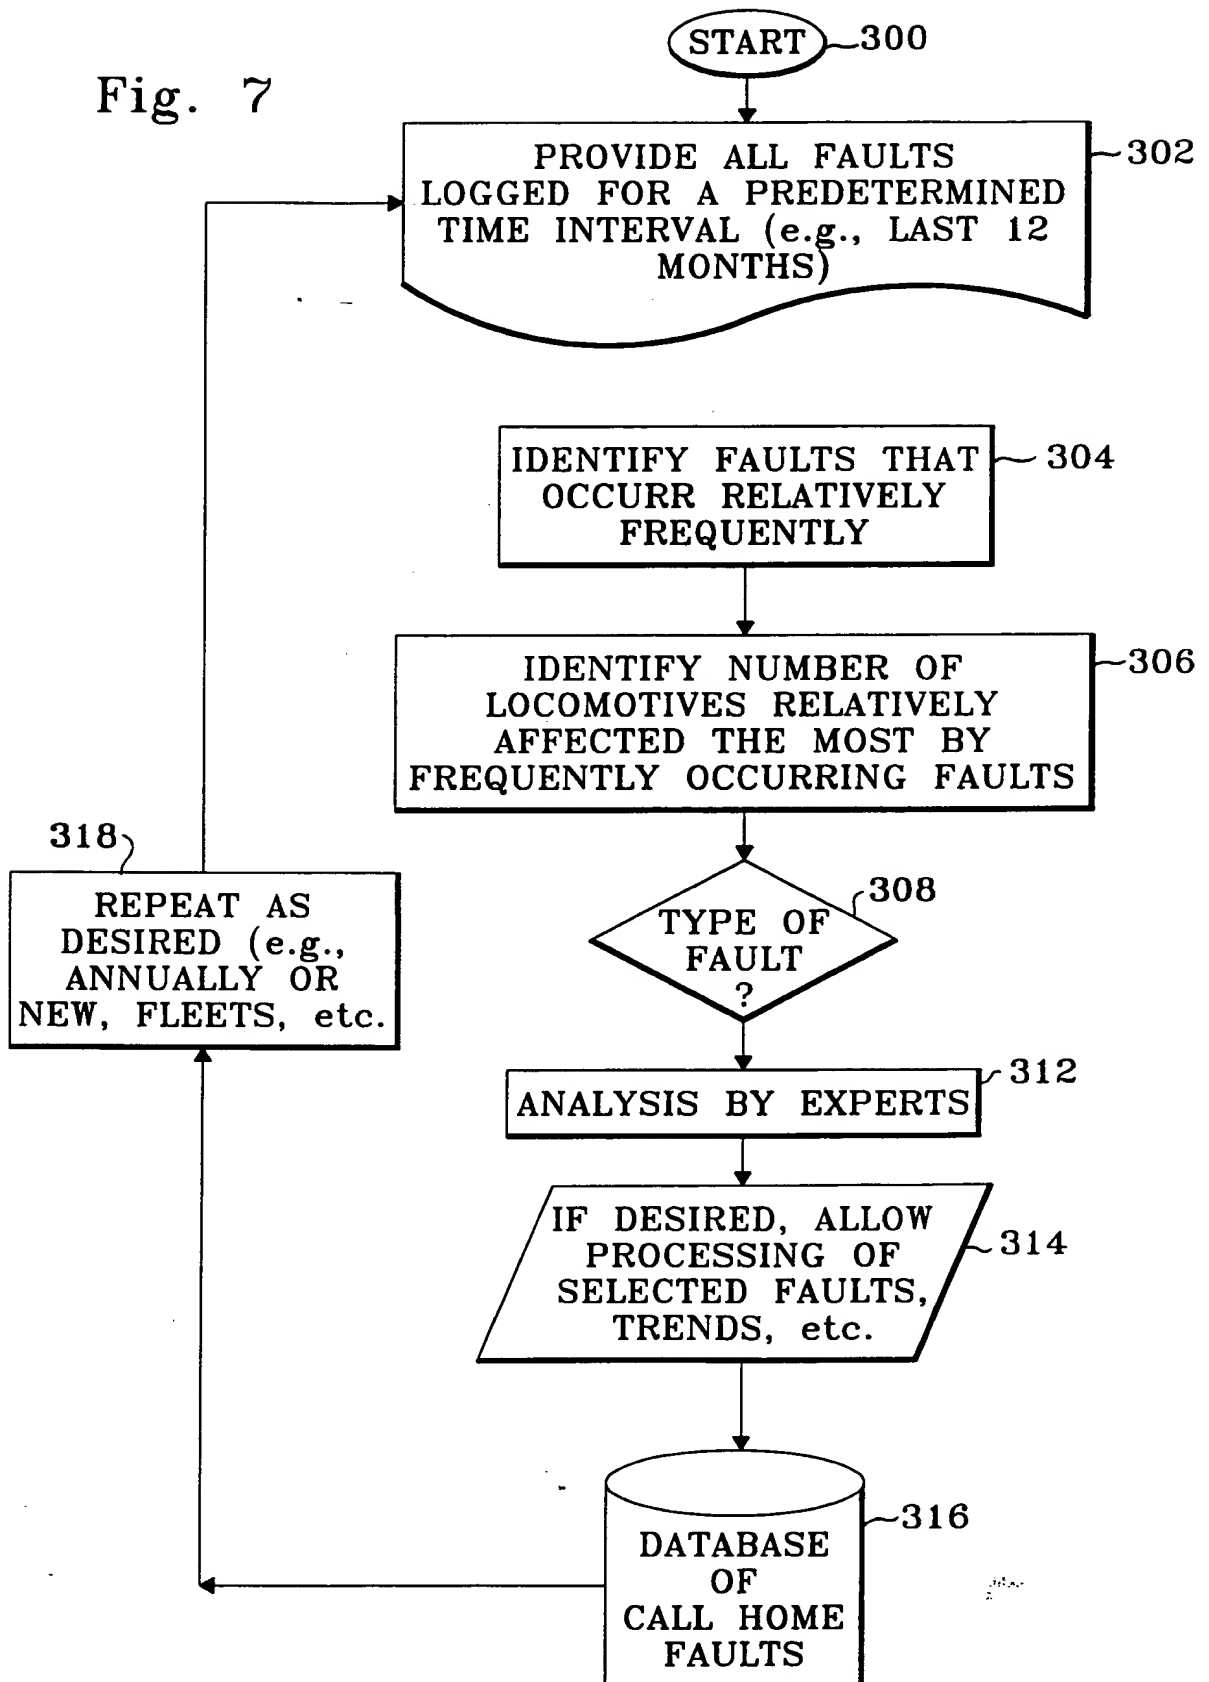 Fig. 7
START
300
PROVIDE ALL FAULTS
LOGGED FOR A PREDETERMINED
TIME INTERVAL (e.g., LAST 12
MONTHS)
302
IDENTIFY FAULTS THAT
OCCURR RELATIVELY
FREQUENTLY
304
IDENTIFY NUMBER OF
LOCOMOTIVES RELATIVELY
AFFECTED THE MOST BY
FREQUENTLY OCCURRING FAULTS
306
TYPE OF
FAULT
?
308
ANALYSIS BY EXPERTS
312
IF DESIRED, ALLOW
PROCESSING OF
SELECTED FAULTS,
TRENDS, etc.
314
DATABASE
OF
CALL HOME
FAULTS
316
318
REPEAT AS
DESIRED (e.g.,
ANNUALLY OR
NEW, FLEETS, etc.